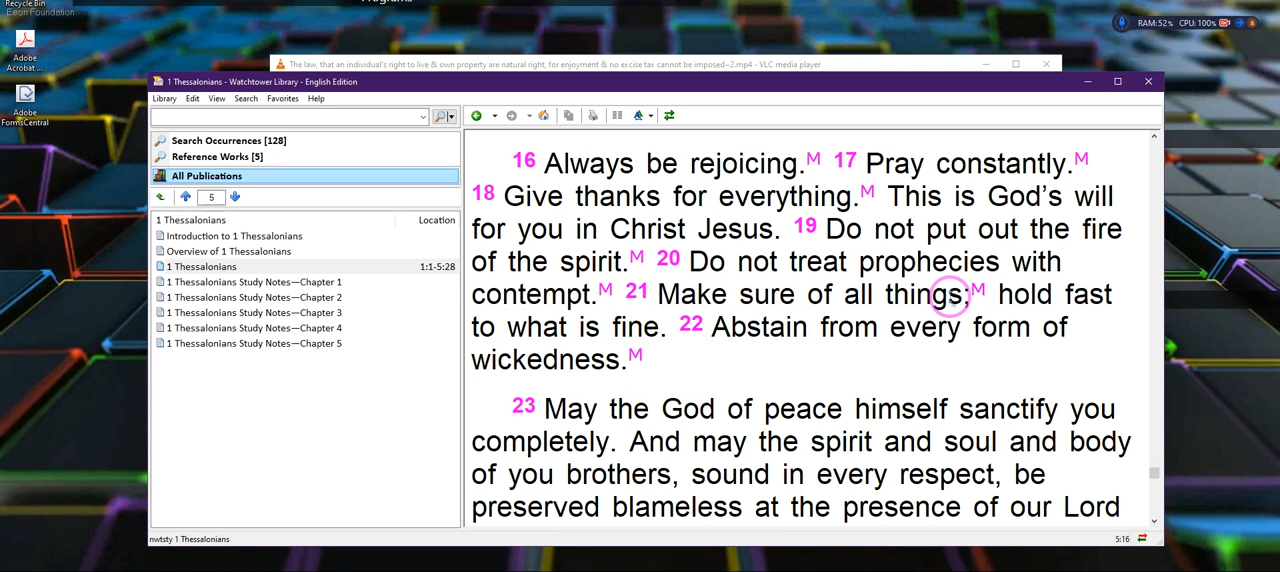 Recycle Bin
Eeon Foundation
Adobe
Acrobat ...
Adobe
FormsCentral
RAM:52% CPU:100%
The law, that an individual's right to live & own property are natural right, for enjoyment & no excise tax cannot be imposed~2.mp4 - VLC media player
1 Thessalonians - Watchtower Library - English Edition
Library Edit View Search Favorites Help
Search Occurrences [128]
Reference Works [5]
All Publications
5
1 Thessalonians Location
Introduction to 1 Thessalonians
Overview of 1 Thessalonians
1 Thessalonians 1:1-5:28
1 Thessalonians Study Notes—Chapter 1
1 Thessalonians Study Notes—Chapter 2
1 Thessalonians Study Notes—Chapter 3
1 Thessalonians Study Notes—Chapter 4
1 Thessalonians Study Notes—Chapter 5
16 Always be rejoicing.M 17 Pray constantly.M
18 Give thanks for everything.M This is God's will
for you in Christ Jesus. 19 Do not put out the fire
of the spirit.M 20 Do not treat prophecies with
contempt.M 21 Make sure of all things;M hold fast
to what is fine. 22 Abstain from every form of
wickedness.M
23 May the God of peace himself sanctify you
completely. And may the spirit and soul and body
of you brothers, sound in every respect, be
preserved blameless at the presence of our Lord
nwtsty 1 Thessalonians 5:16